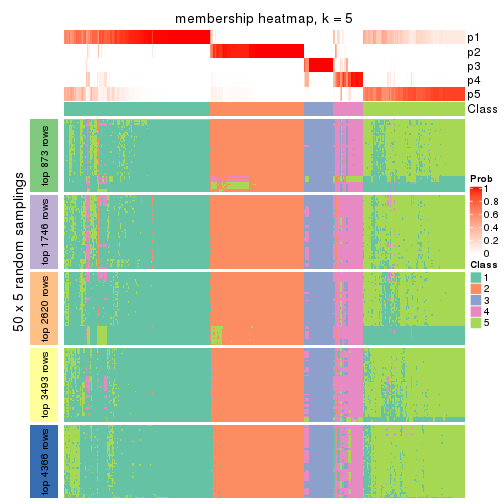 membership heatmap, k = 5
p1
p2
p3
p4
p5
Class
50 x 5 random samplings
top 873 rows
top 1746 rows
top 2620 rows
top 3493 rows
top 4366 rows
Prob
1
0.8
0.6
0.4
0.2
0
Class
1
2
3
4
5